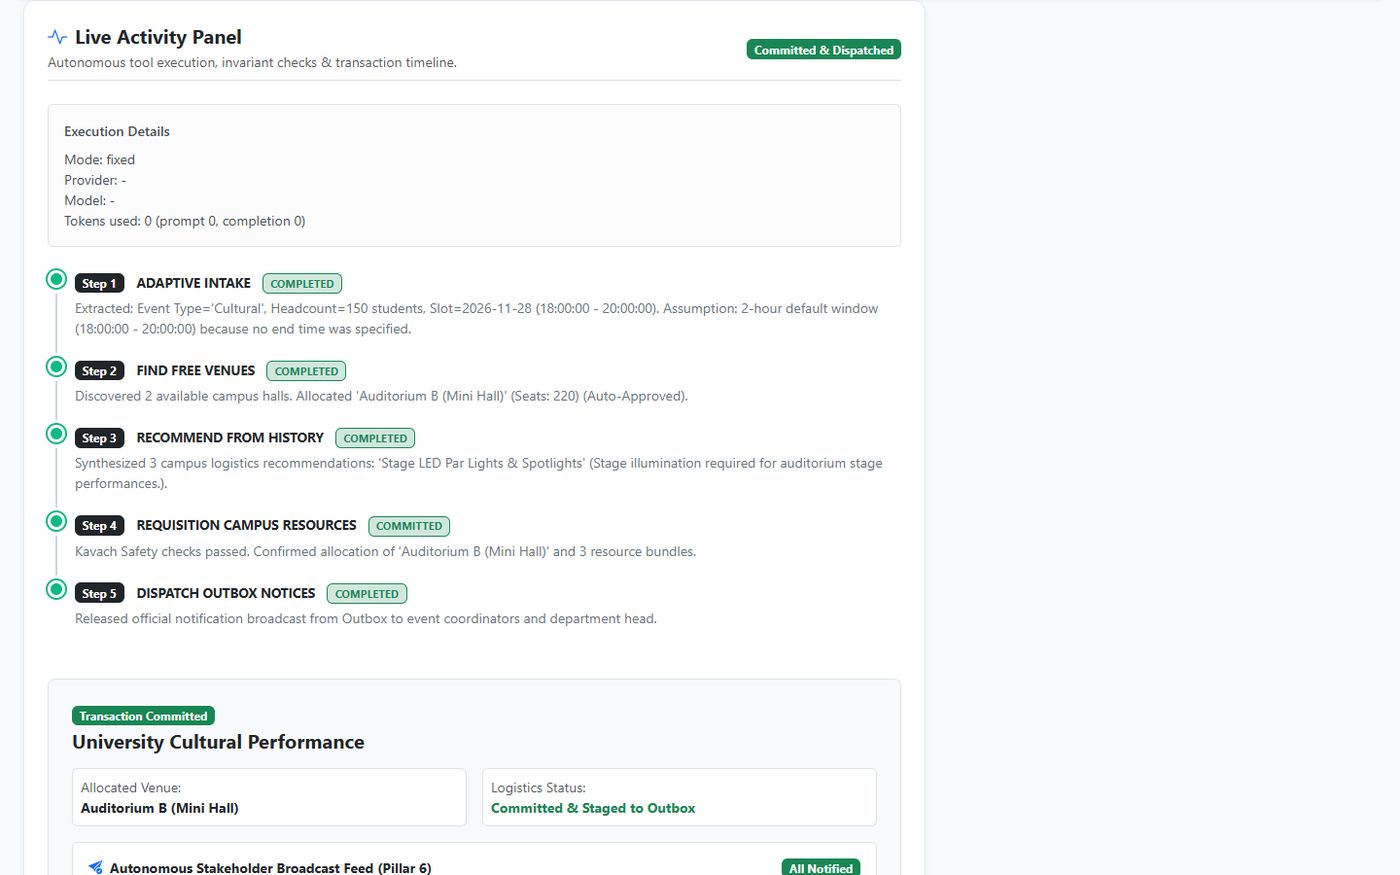 Live Activity Panel
Autonomous tool execution, invariant checks & transaction timeline.
Committed & Dispatched
Execution Details
Mode: fixed
Provider: -
Model: -
Tokens used: 0 (prompt 0, completion 0)
Step 1 ADAPTIVE INTAKE COMPLETED
Extracted: Event Type='Cultural', Headcount=150 students, Slot=2026-11-28 (18:00:00 - 20:00:00). Assumption: 2-hour default window
(18:00:00 - 20:00:00) because no end time was specified.
Step 2 FIND FREE VENUES COMPLETED
Discovered 2 available campus halls. Allocated 'Auditorium B (Mini Hall)' (Seats: 220) (Auto-Approved).
Step 3 RECOMMEND FROM HISTORY COMPLETED
Synthesized 3 campus logistics recommendations: 'Stage LED Par Lights & Spotlights' (Stage illumination required for auditorium stage
performances.).
Step 4 REQUISITION CAMPUS RESOURCES COMMITTED
Kavach Safety checks passed. Confirmed allocation of 'Auditorium B (Mini Hall)' and 3 resource bundles.
Step 5 DISPATCH OUTBOX NOTICES COMPLETED
Released official notification broadcast from Outbox to event coordinators and department head.
Transaction Committed
University Cultural Performance
Allocated Venue:
Auditorium B (Mini Hall)
Logistics Status:
Committed & Staged to Outbox
Autonomous Stakeholder Broadcast Feed (Pillar 6)
All Notified